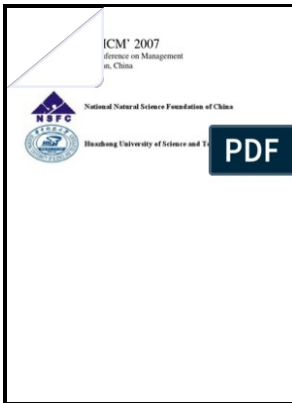 ICM' 2007
ference on Management
n, China
National Natural Science Foundation of China
NSFC
Huazhong University of Science and Te
PDF